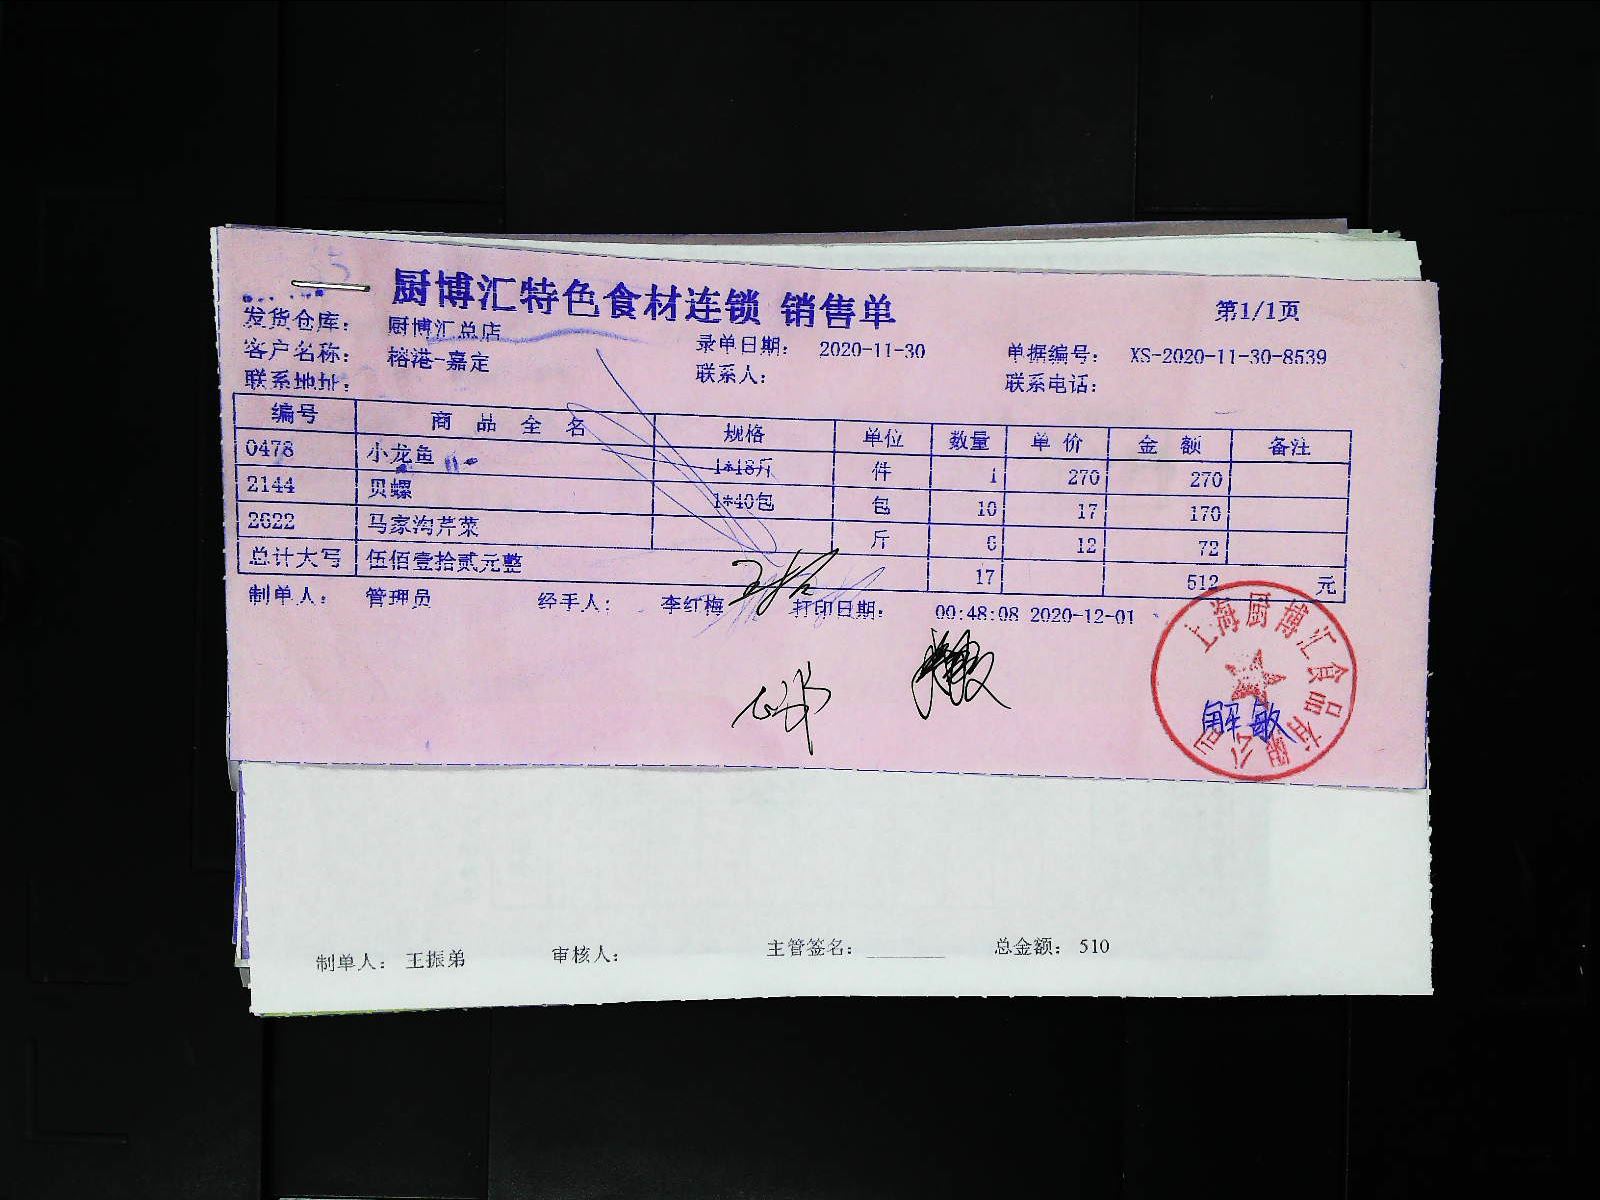 厨博汇特色食材连锁 销售单
第1/1页
发货仓库： 厨博汇总店
录单日期： 2020-11-30
单据编号： XS-2020-11-30-8539
客户名称： 榕港-嘉定
联系人：
联系电话：
联系地址：
编号 商品全名 规格 单位 数量 单价 金额 备注
0478 小龙鱼 1*18斤 件 1 270 270
2144 贝螺 1*40包 包 10 17 170
2622 马家沟芹菜 斤 6 12 72
总计大写 伍佰壹拾贰元整 17 512 元
制单人： 管理员 经手人： 李红梅 打印日期： 00:48:08 2020-12-01
上海厨博汇食品有限公司
解敏
制单人： 王振弟 审核人： 主管签名： 总金额： 510